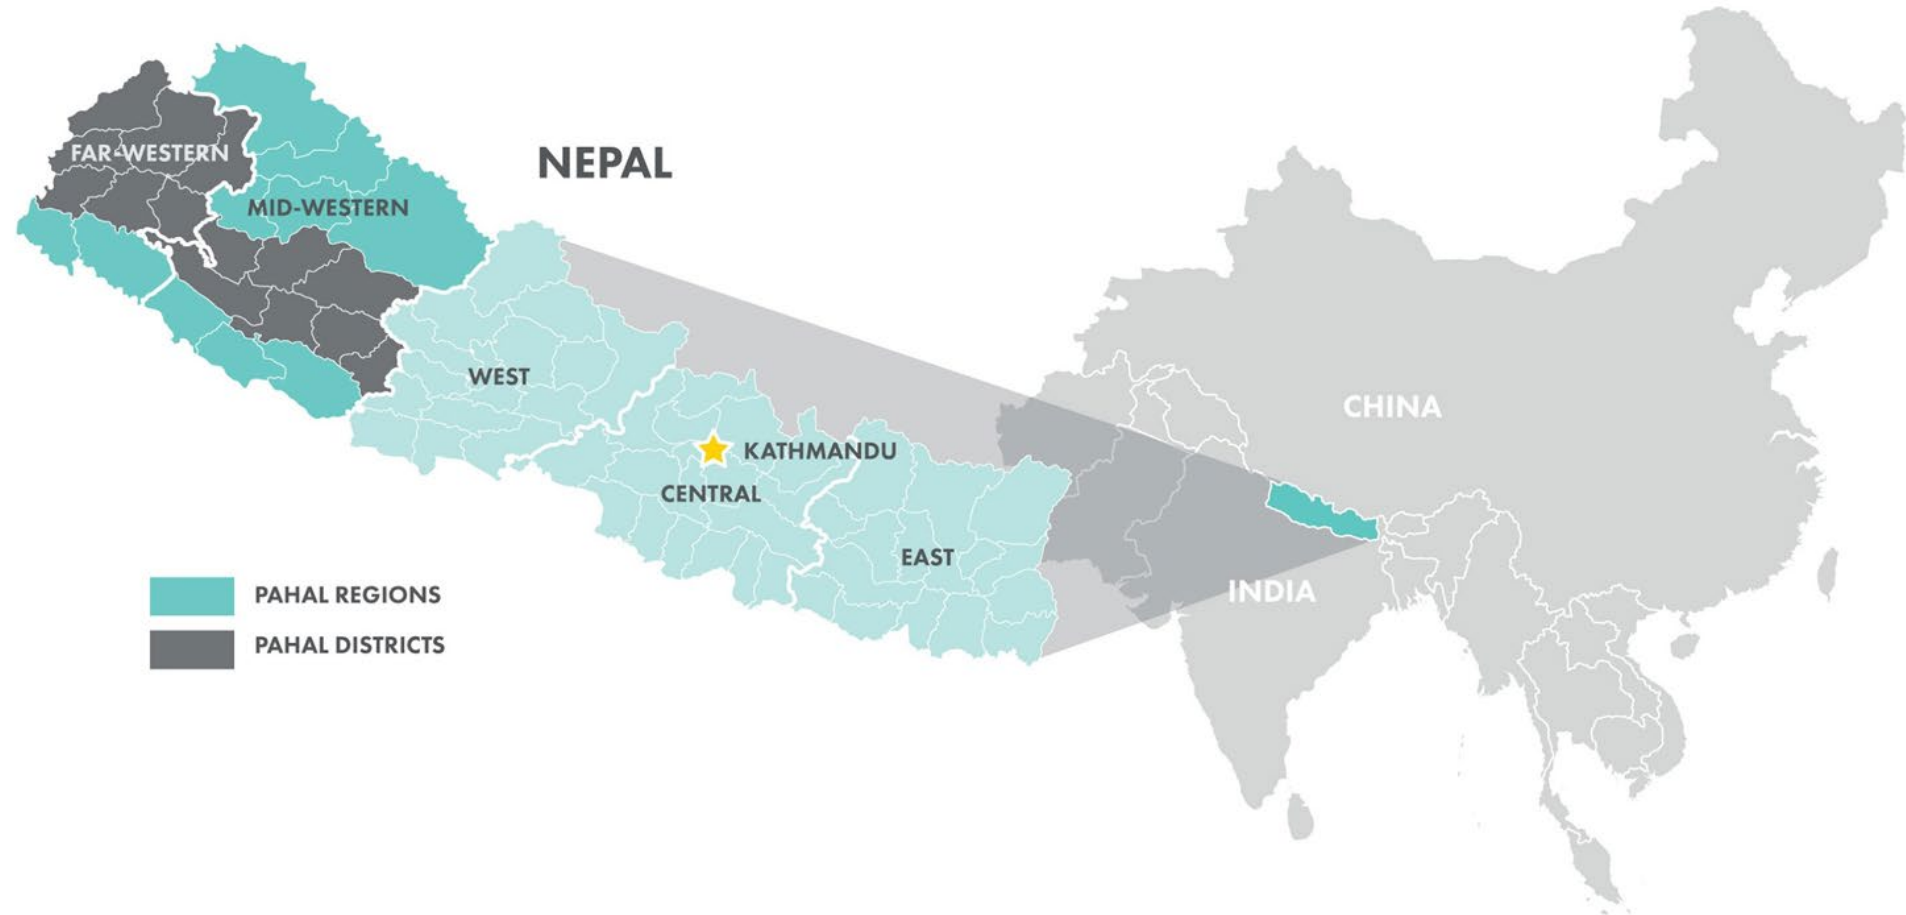 NEPAL
FAR-WESTERN
MID-WESTERN
WEST
KATHMANDU
CENTRAL
EAST
CHINA
INDIA
PAHAL REGIONS
PAHAL DISTRICTS